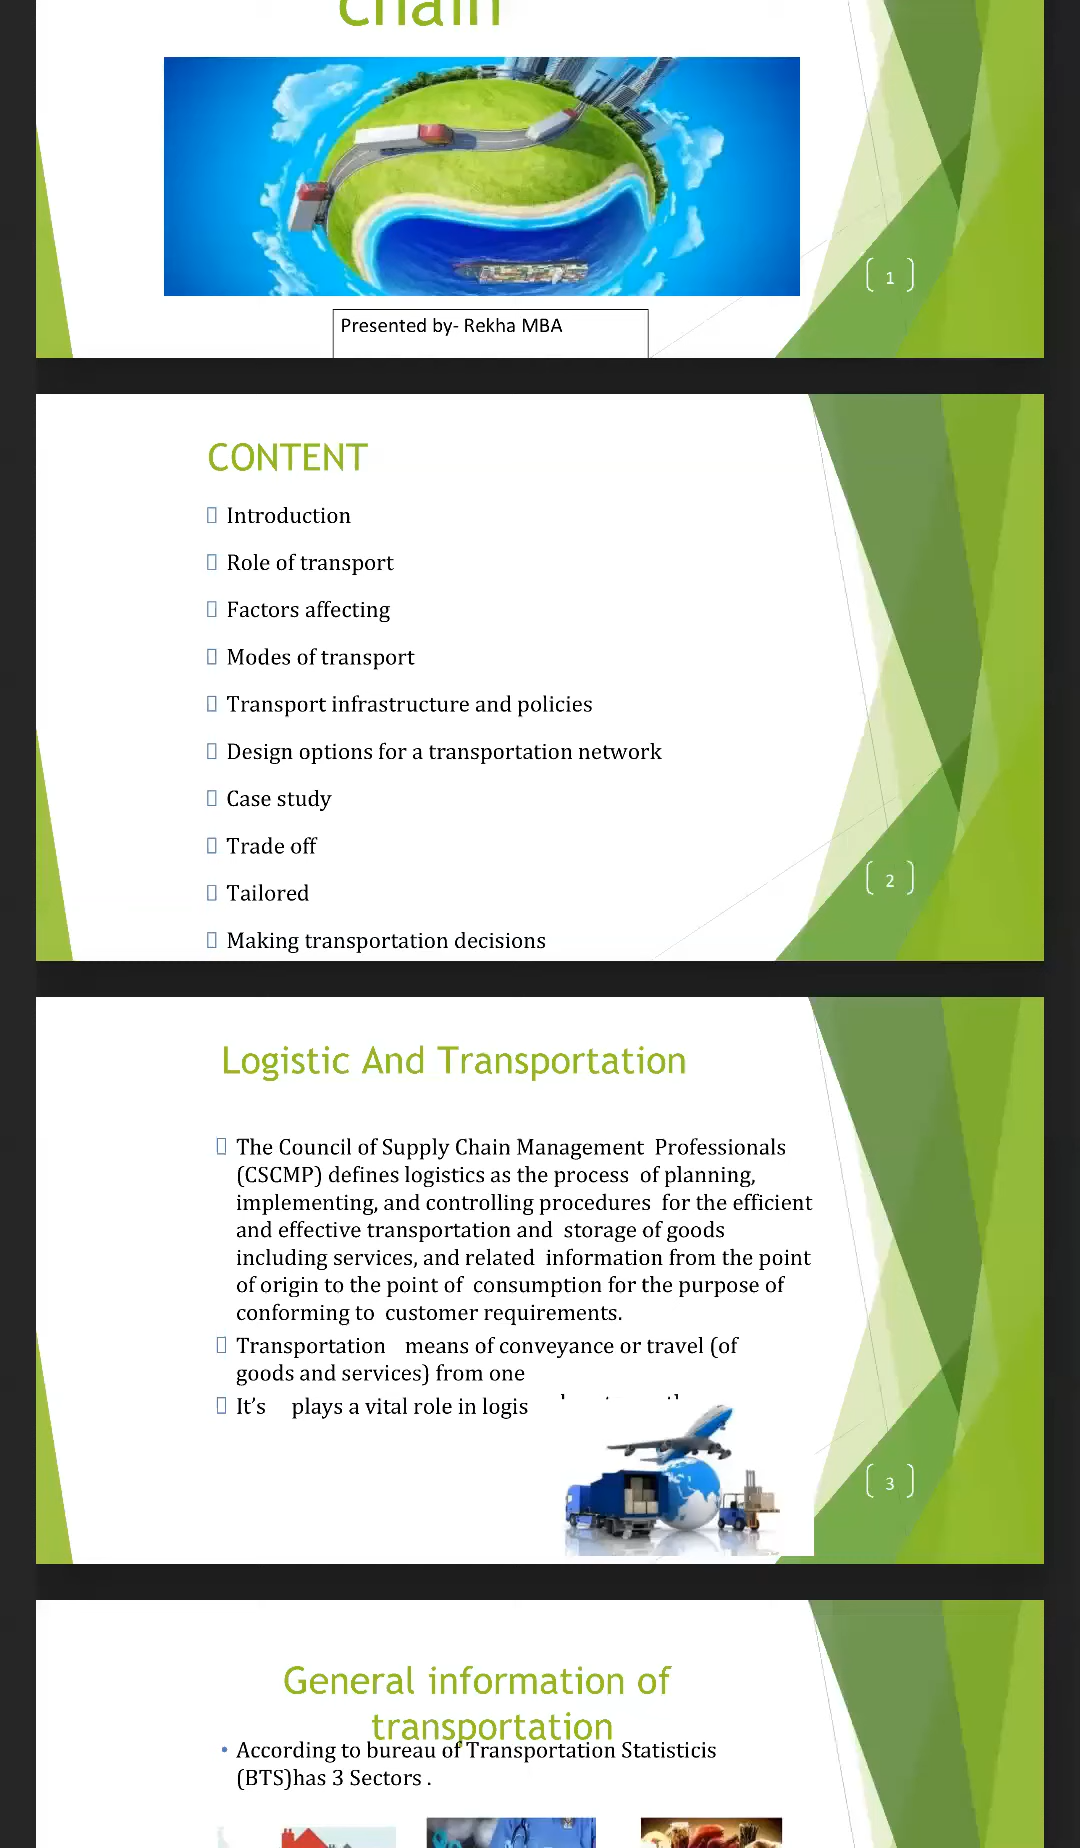 chain
1
Presented by- Rekha MBA
CONTENT
Introduction
Role of transport
Factors affecting
Modes of transport
Transport infrastructure and policies
Design options for a transportation network
Case study
Trade off
Tailored
Making transportation decisions
2
Logistic And Transportation
The Council of Supply Chain Management Professionals
(CSCMP) defines logistics as the process of planning,
implementing, and controlling procedures for the efficient
and effective transportation and storage of goods
including services, and related information from the point
of origin to the point of consumption for the purpose of
conforming to customer requirements.
Transportation means of conveyance or travel (of
goods and services) from one
It’s plays a vital role in logis
3
General information of
transportation
• According to bureau of Transportation Statisticis
(BTS)has 3 Sectors .